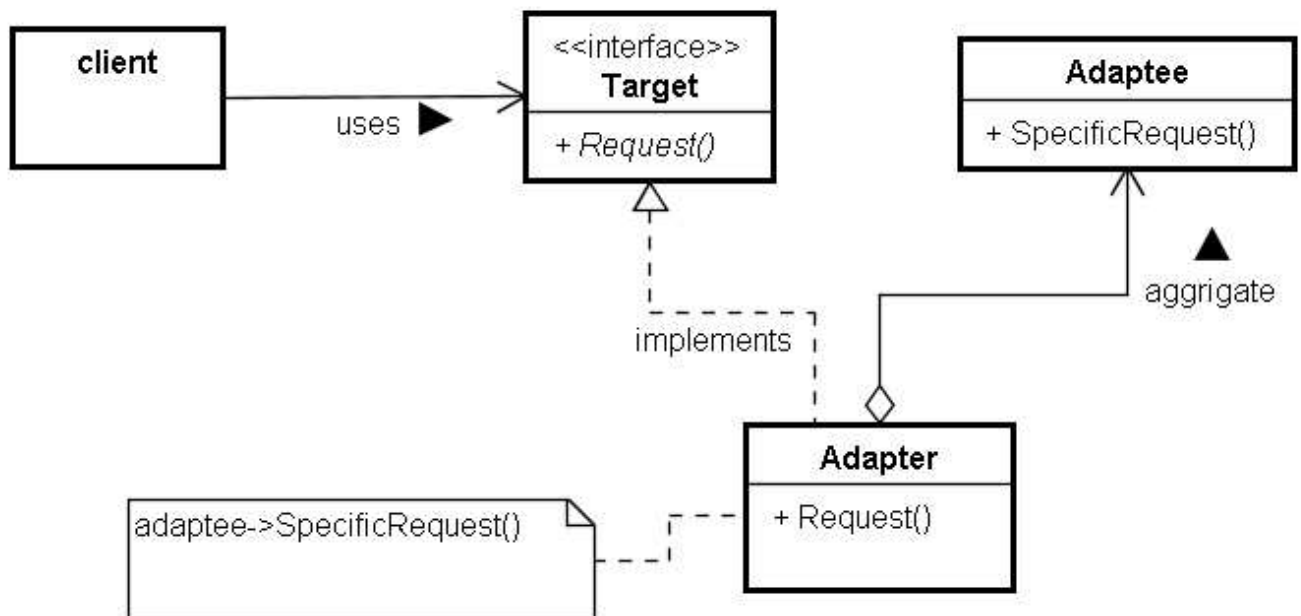 client
uses
<<interface>>
Target
+ Request()
Adaptee
+ SpecificRequest()
aggrigate
implements
Adapter
+ Request()
adaptee->SpecificRequest()